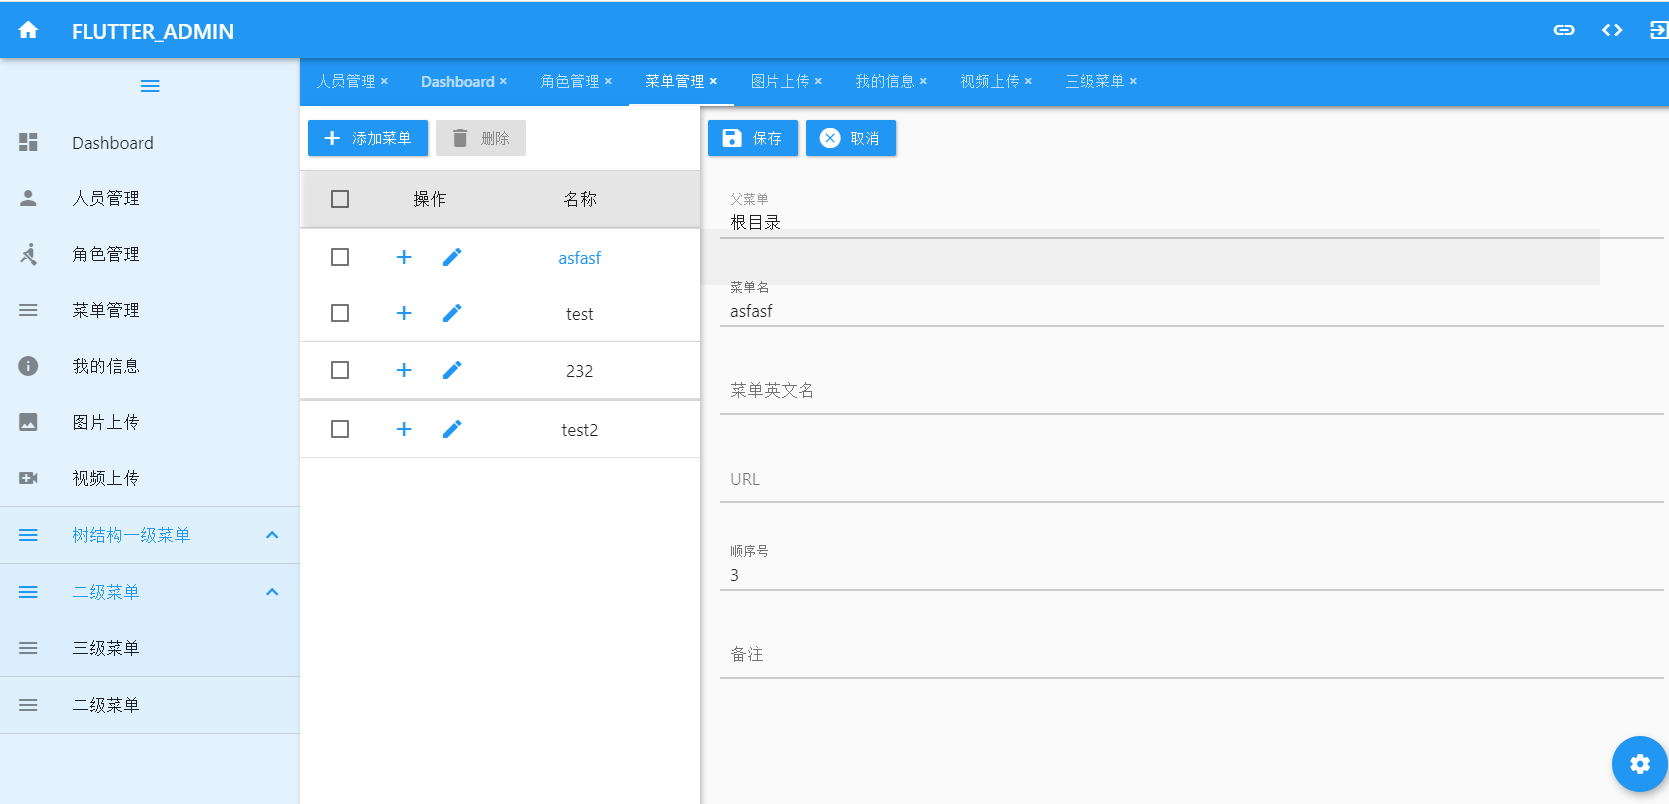 FLUTTER_ADMIN
人员管理 × Dashboard × 角色管理 × 菜单管理 × 图片上传 × 我的信息 × 视频上传 × 三级菜单 ×
Dashboard
人员管理
角色管理
菜单管理
我的信息
图片上传
视频上传
树结构一级菜单
二级菜单
三级菜单
二级菜单
添加菜单 删除
操作 名称
asfasf
test
232
test2
保存 取消
父菜单
根目录
菜单名
asfasf
菜单英文名
URL
顺序号
3
备注